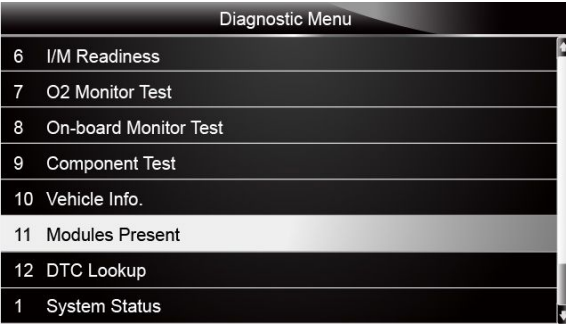 Diagnostic Menu
6 I/M Readiness
7 O2 Monitor Test
8 On-board Monitor Test
9 Component Test
10 Vehicle Info.
11 Modules Present
12 DTC Lookup
1 System Status